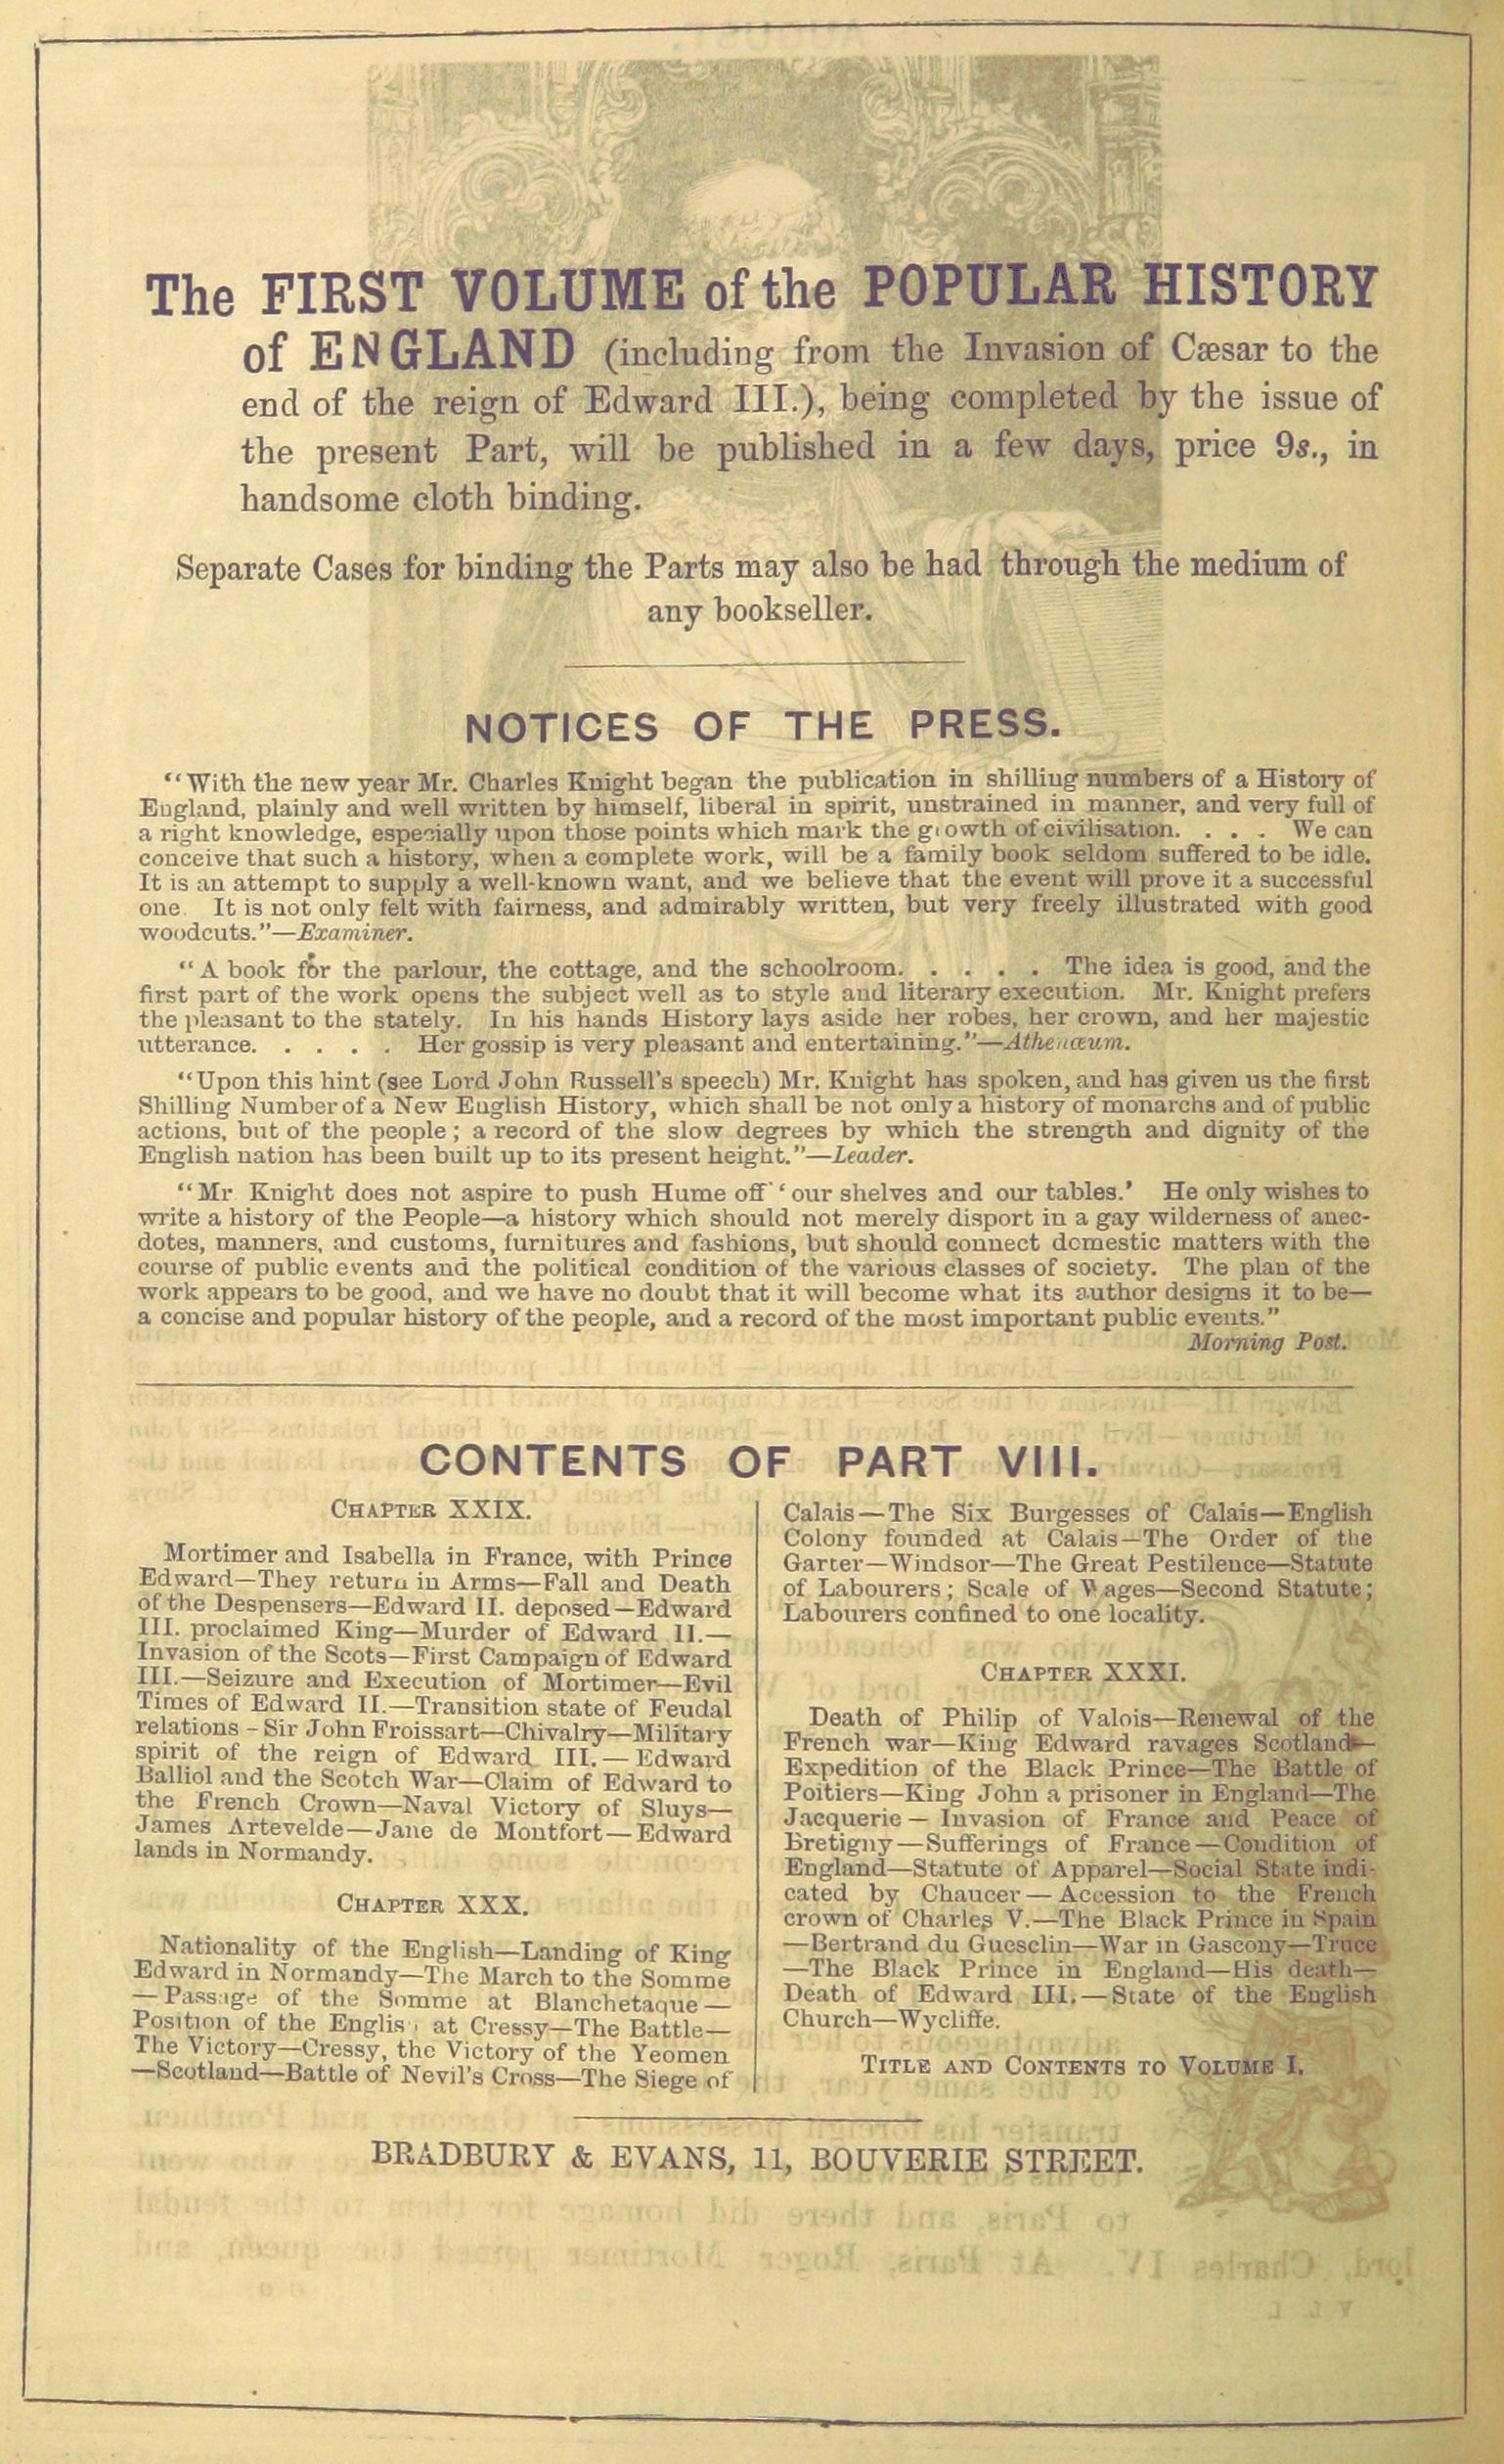 The FIRST VOLUME of the POPULAR HISTORY
of ENGLAND (including from the Invasion of Cæsar to the
end of the reign of Edward III.), being completed by the issue of
the present Part, will be published in a few days, price 9s., in
handsome cloth binding.
Separate Cases for binding the Parts may also be had through the medium of
any bookseller.
NOTICES OF THE PRESS.
“With the new year Mr. Charles Knight began the publication in shilling numbers of a History of
England, plainly and well written by himself, liberal in spirit, unstrained in manner, and very full of
a right knowledge, especially upon those points which mark the growth of civilisation. . . . We can
conceive that such a history, when a complete work, will be a family book seldom suffered to be idle.
It is an attempt to supply a well-known want, and we believe that the event will prove it a successful
one. It is not only felt with fairness, and admirably written, but very freely illustrated with good
woodcuts.”—Examiner.
“A book for the parlour, the cottage, and the schoolroom. . . . . . The idea is good, and the
first part of the work opens the subject well as to style and literary execution. Mr. Knight prefers
the pleasant to the stately. In his hands History lays aside her robes, her crown, and her majestic
utterance. . . . . . Her gossip is very pleasant and entertaining.”—Athenæum.
“Upon this hint (see Lord John Russell’s speech) Mr. Knight has spoken, and has given us the first
Shilling Number of a New English History, which shall be not only a history of monarchs and of public
actions, but of the people; a record of the slow degrees by which the strength and dignity of the
English nation has been built up to its present height.”—Leader.
“Mr Knight does not aspire to push Hume off ‘our shelves and our tables.’ He only wishes to
write a history of the People—a history which should not merely disport in a gay wilderness of anec-
dotes, manners, and customs, furnitures and fashions, but should connect domestic matters with the
course of public events and the political condition of the various classes of society. The plan of the
work appears to be good, and we have no doubt that it will become what its author designs it to be—
a concise and popular history of the people, and a record of the most important public events.”
Morning Post.
CONTENTS OF PART VIII.
CHAPTER XXIX.
Mortimer and Isabella in France, with Prince
Edward—They return in Arms—Fall and Death
of the Despensers—Edward II. deposed—Edward
III. proclaimed King—Murder of Edward II.—
Invasion of the Scots—First Campaign of Edward
III.—Seizure and Execution of Mortimer—Evil
Times of Edward II.—Transition state of Feudal
relations - Sir John Froissart—Chivalry—Military
spirit of the reign of Edward III.—Edward
Balliol and the Scotch War—Claim of Edward to
the French Crown—Naval Victory of Sluys—
James Artevelde—Jane de Montfort—Edward
lands in Normandy.
CHAPTER XXX.
Nationality of the English—Landing of King
Edward in Normandy—The March to the Somme
—Passage of the Somme at Blanchetaque—
Position of the English at Cressy—The Battle—
The Victory—Cressy, the Victory of the Yeomen
—Scotland—Battle of Nevil’s Cross—The Siege of
Calais—The Six Burgesses of Calais—English
Colony founded at Calais—The Order of the
Garter—Windsor—The Great Pestilence—Statute
of Labourers; Scale of Wages—Second Statute;
Labourers confined to one locality.
CHAPTER XXXI.
Death of Philip of Valois—Renewal of the
French war—King Edward ravages Scotland—
Expedition of the Black Prince—The Battle of
Poitiers—King John a prisoner in England—The
Jacquerie—Invasion of France and Peace of
Bretigny—Sufferings of France—Condition of
England—Statute of Apparel—Social State indi-
cated by Chaucer—Accession to the French
crown of Charles V.—The Black Prince in Spain
—Bertrand du Guesclin—War in Gascony—Truce
—The Black Prince in England—His death—
Death of Edward III.—State of the English
Church—Wycliffe.
TITLE AND CONTENTS TO VOLUME I.
BRADBURY & EVANS, 11, BOUVERIE STREET.